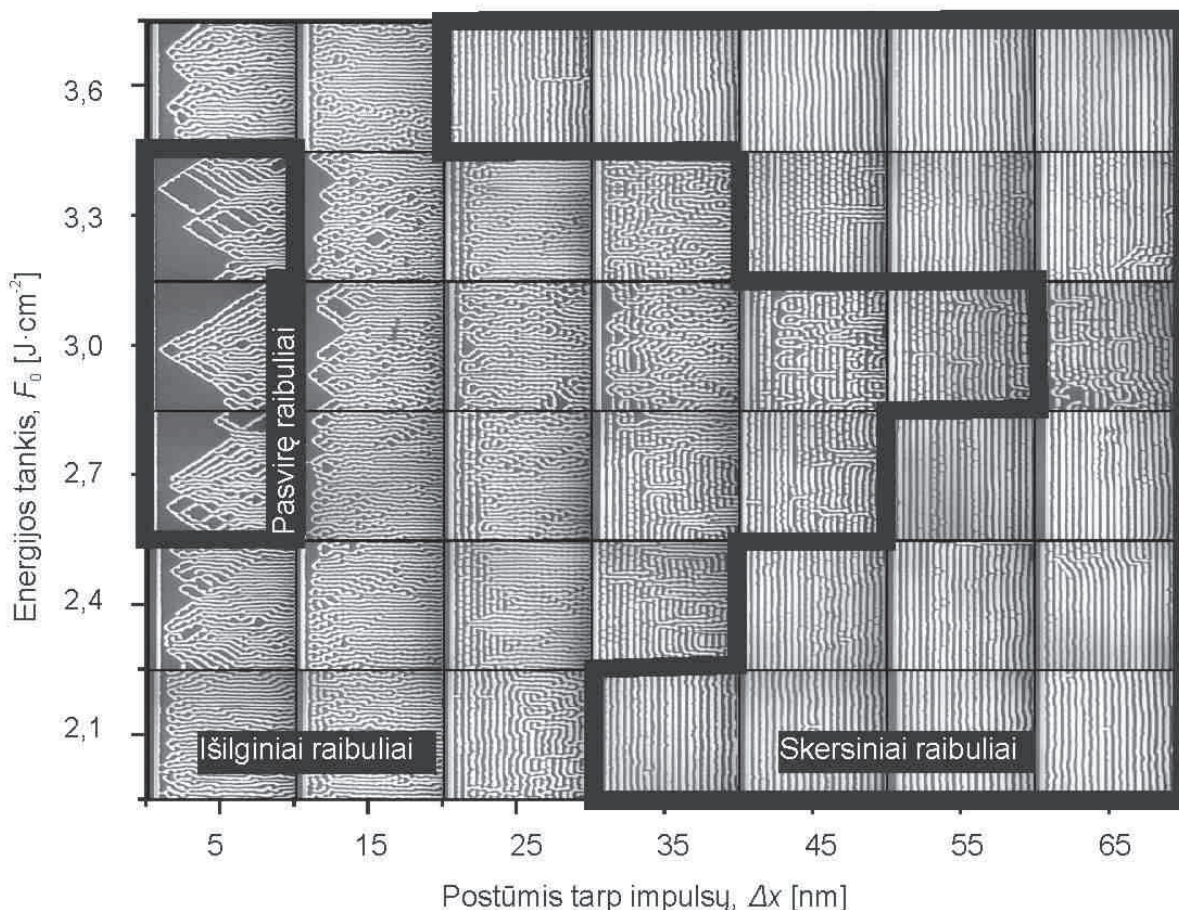 Energijos tankis, F₀ [J·cm⁻²]
3,6
3,3
3,0
2,7
2,4
2,1
Pasvirę raibuliai
Išilginiai raibuliai
Skersiniai raibuliai
5 15 25 35 45 55 65
Postūmis tarp impulsų, Δx [nm]